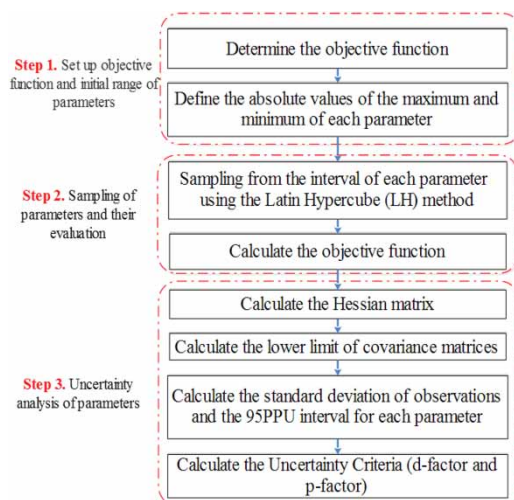 Step 1. Set up objective
function and initial range of
parameters
Determine the objective function
Define the absolute values of the maximum and
minimum of each parameter
Step 2. Sampling of
parameters and their
evaluation
Sampling from the interval of each parameter
using the Latin Hypercube (LH) method
Calculate the objective function
Step 3. Uncertainty
analysis of parameters
Calculate the Hessian matrix
Calculate the lower limit of covariance matrices
Calculate the standard deviation of observations
and the 95PPU interval for each parameter
Calculate the Uncertainty Criteria (d-factor and
p-factor)